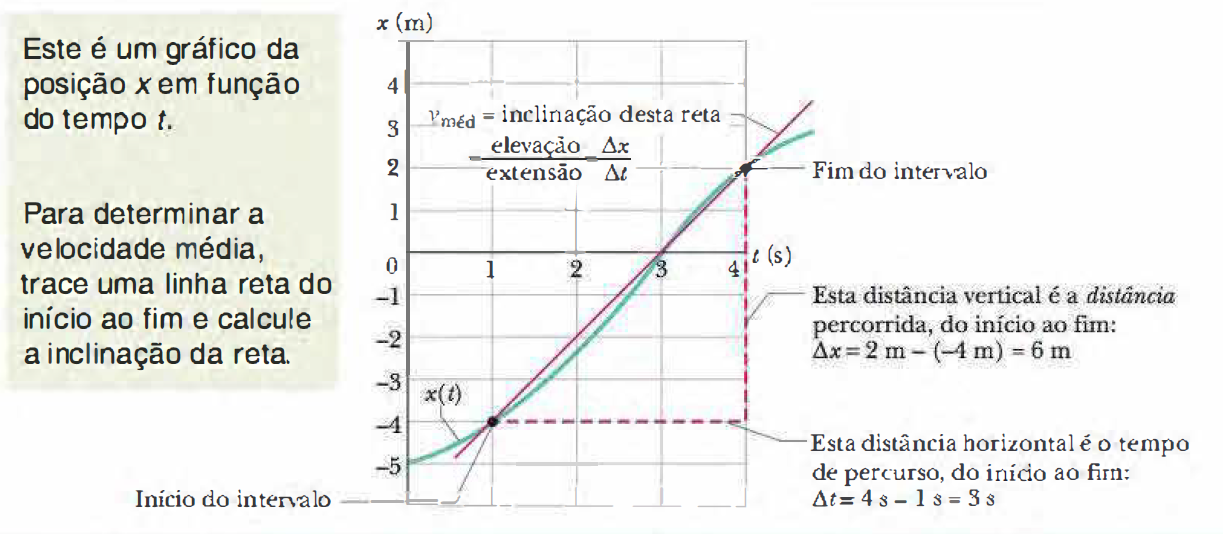 Este é um gráfico da
posição x em função
do tempo t.
Para determinar a
velocidade média,
trace uma linha reta do
início ao fim e calcule
a inclinação da reta.
x (m)
4
3
2
1
0
–1
–2
–3
–4
–5
1
2
3
4
t (s)
v méd = inclinação desta reta
= elevação / extensão = Δx / Δt
x(t)
Início do intervalo
Fim do intervalo
Esta distância vertical é a distância
percorrida, do início ao fim:
Δx = 2 m – (–4 m) = 6 m
Esta distância horizontal é o tempo
de percurso, do início ao fim:
Δt = 4 s – 1 s = 3 s